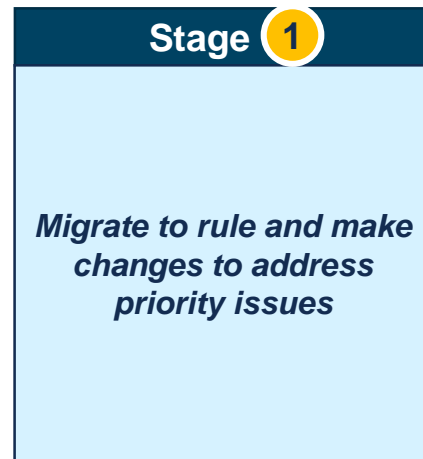 Stage 1
Migrate to rule and make
changes to address
priority issues